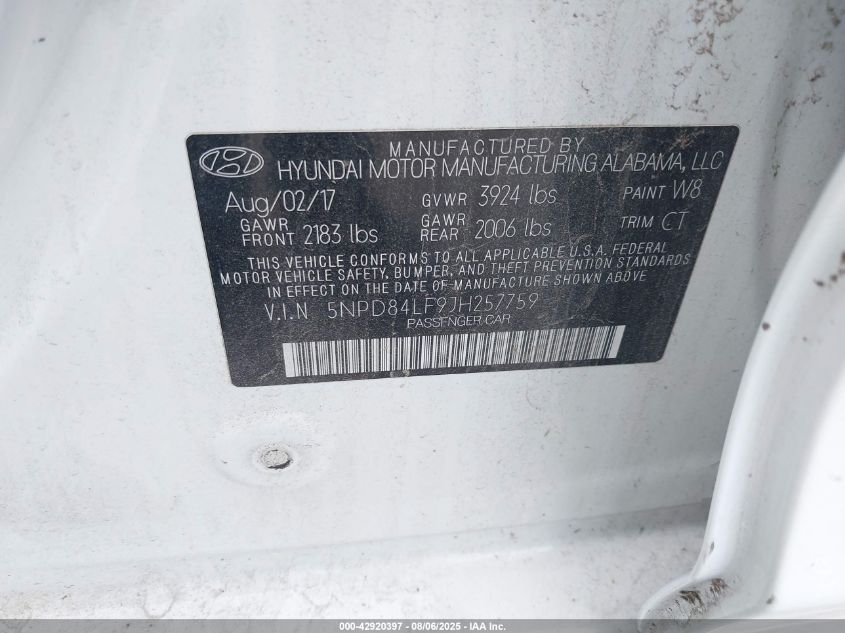 MANUFACTURED BY
HYUNDAI MOTOR MANUFACTURING ALABAMA, LLC
Aug/02/17 GVWR 3924 lbs PAINT W8
GAWR FRONT 2183 lbs GAWR REAR 2006 lbs TRIM CT
THIS VEHICLE CONFORMS TO ALL APPLICABLE U.S.A. FEDERAL
MOTOR VEHICLE SAFETY, BUMPER, AND THEFT PREVENTION STANDARDS
IN EFFECT ON THE DATE OF MANUFACTURE SHOWN ABOVE
V.I.N 5NPD84LF9JH257759
PASSENGER CAR
000-42920397 - 08/06/2025 - IAA Inc.